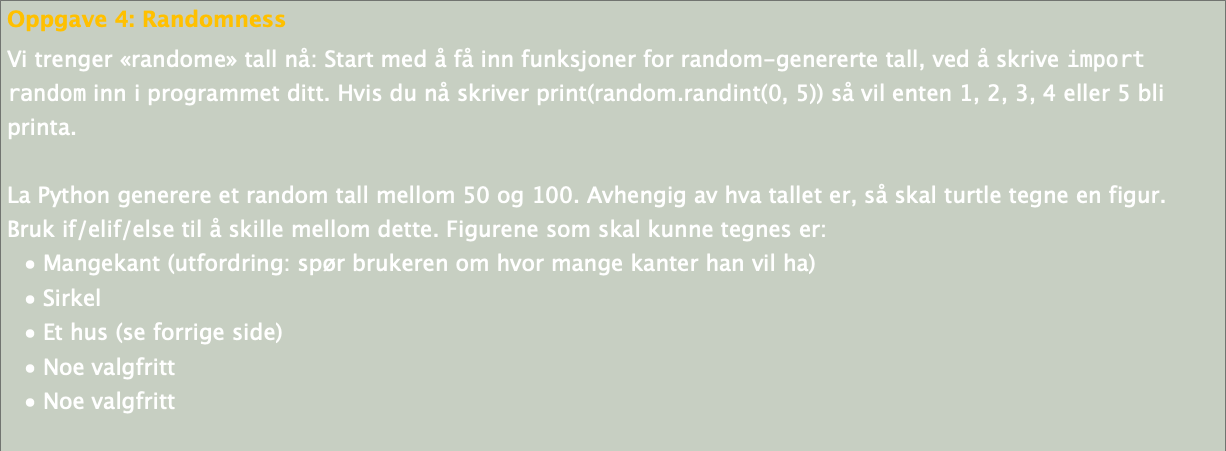 Oppgave 4: Randomness
Vi trenger «randome» tall nå: Start med å få inn funksjoner for random-genererte tall, ved å skrive import
random inn i programmet ditt. Hvis du nå skriver print(random.randint(0, 5)) så vil enten 1, 2, 3, 4 eller 5 bli
printa.
La Python generere et random tall mellom 50 og 100. Avhengig av hva tallet er, så skal turtle tegne en figur.
Bruk if/elif/else til å skille mellom dette. Figurene som skal kunne tegnes er:
• Mangekant (utfordring: spør brukeren om hvor mange kanter han vil ha)
• Sirkel
• Et hus (se forrige side)
• Noe valgfritt
• Noe valgfritt